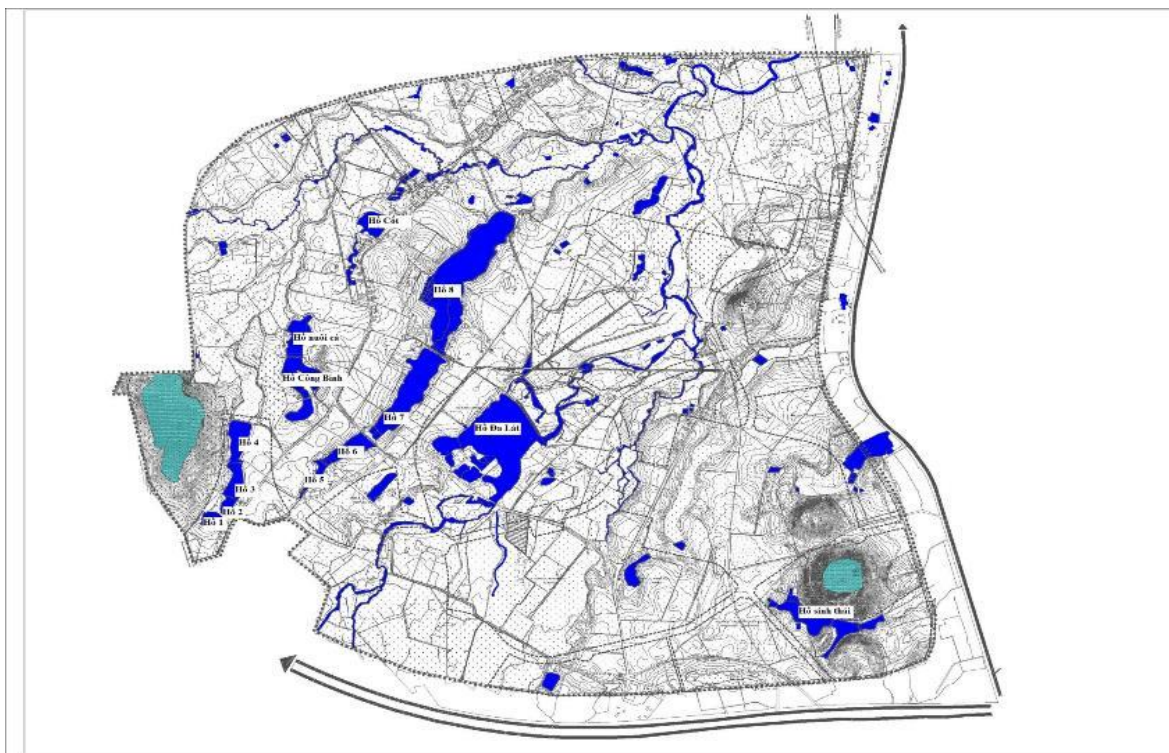 Hồ Cốt
Hồ 8
Hồ nuôi cá
Hồ Công Binh
Hồ 7
Hồ Đa Lát
Hồ 4
Hồ 6
Hồ 5
Hồ 3
Hồ 2
Hồ 1
Hồ sinh thái